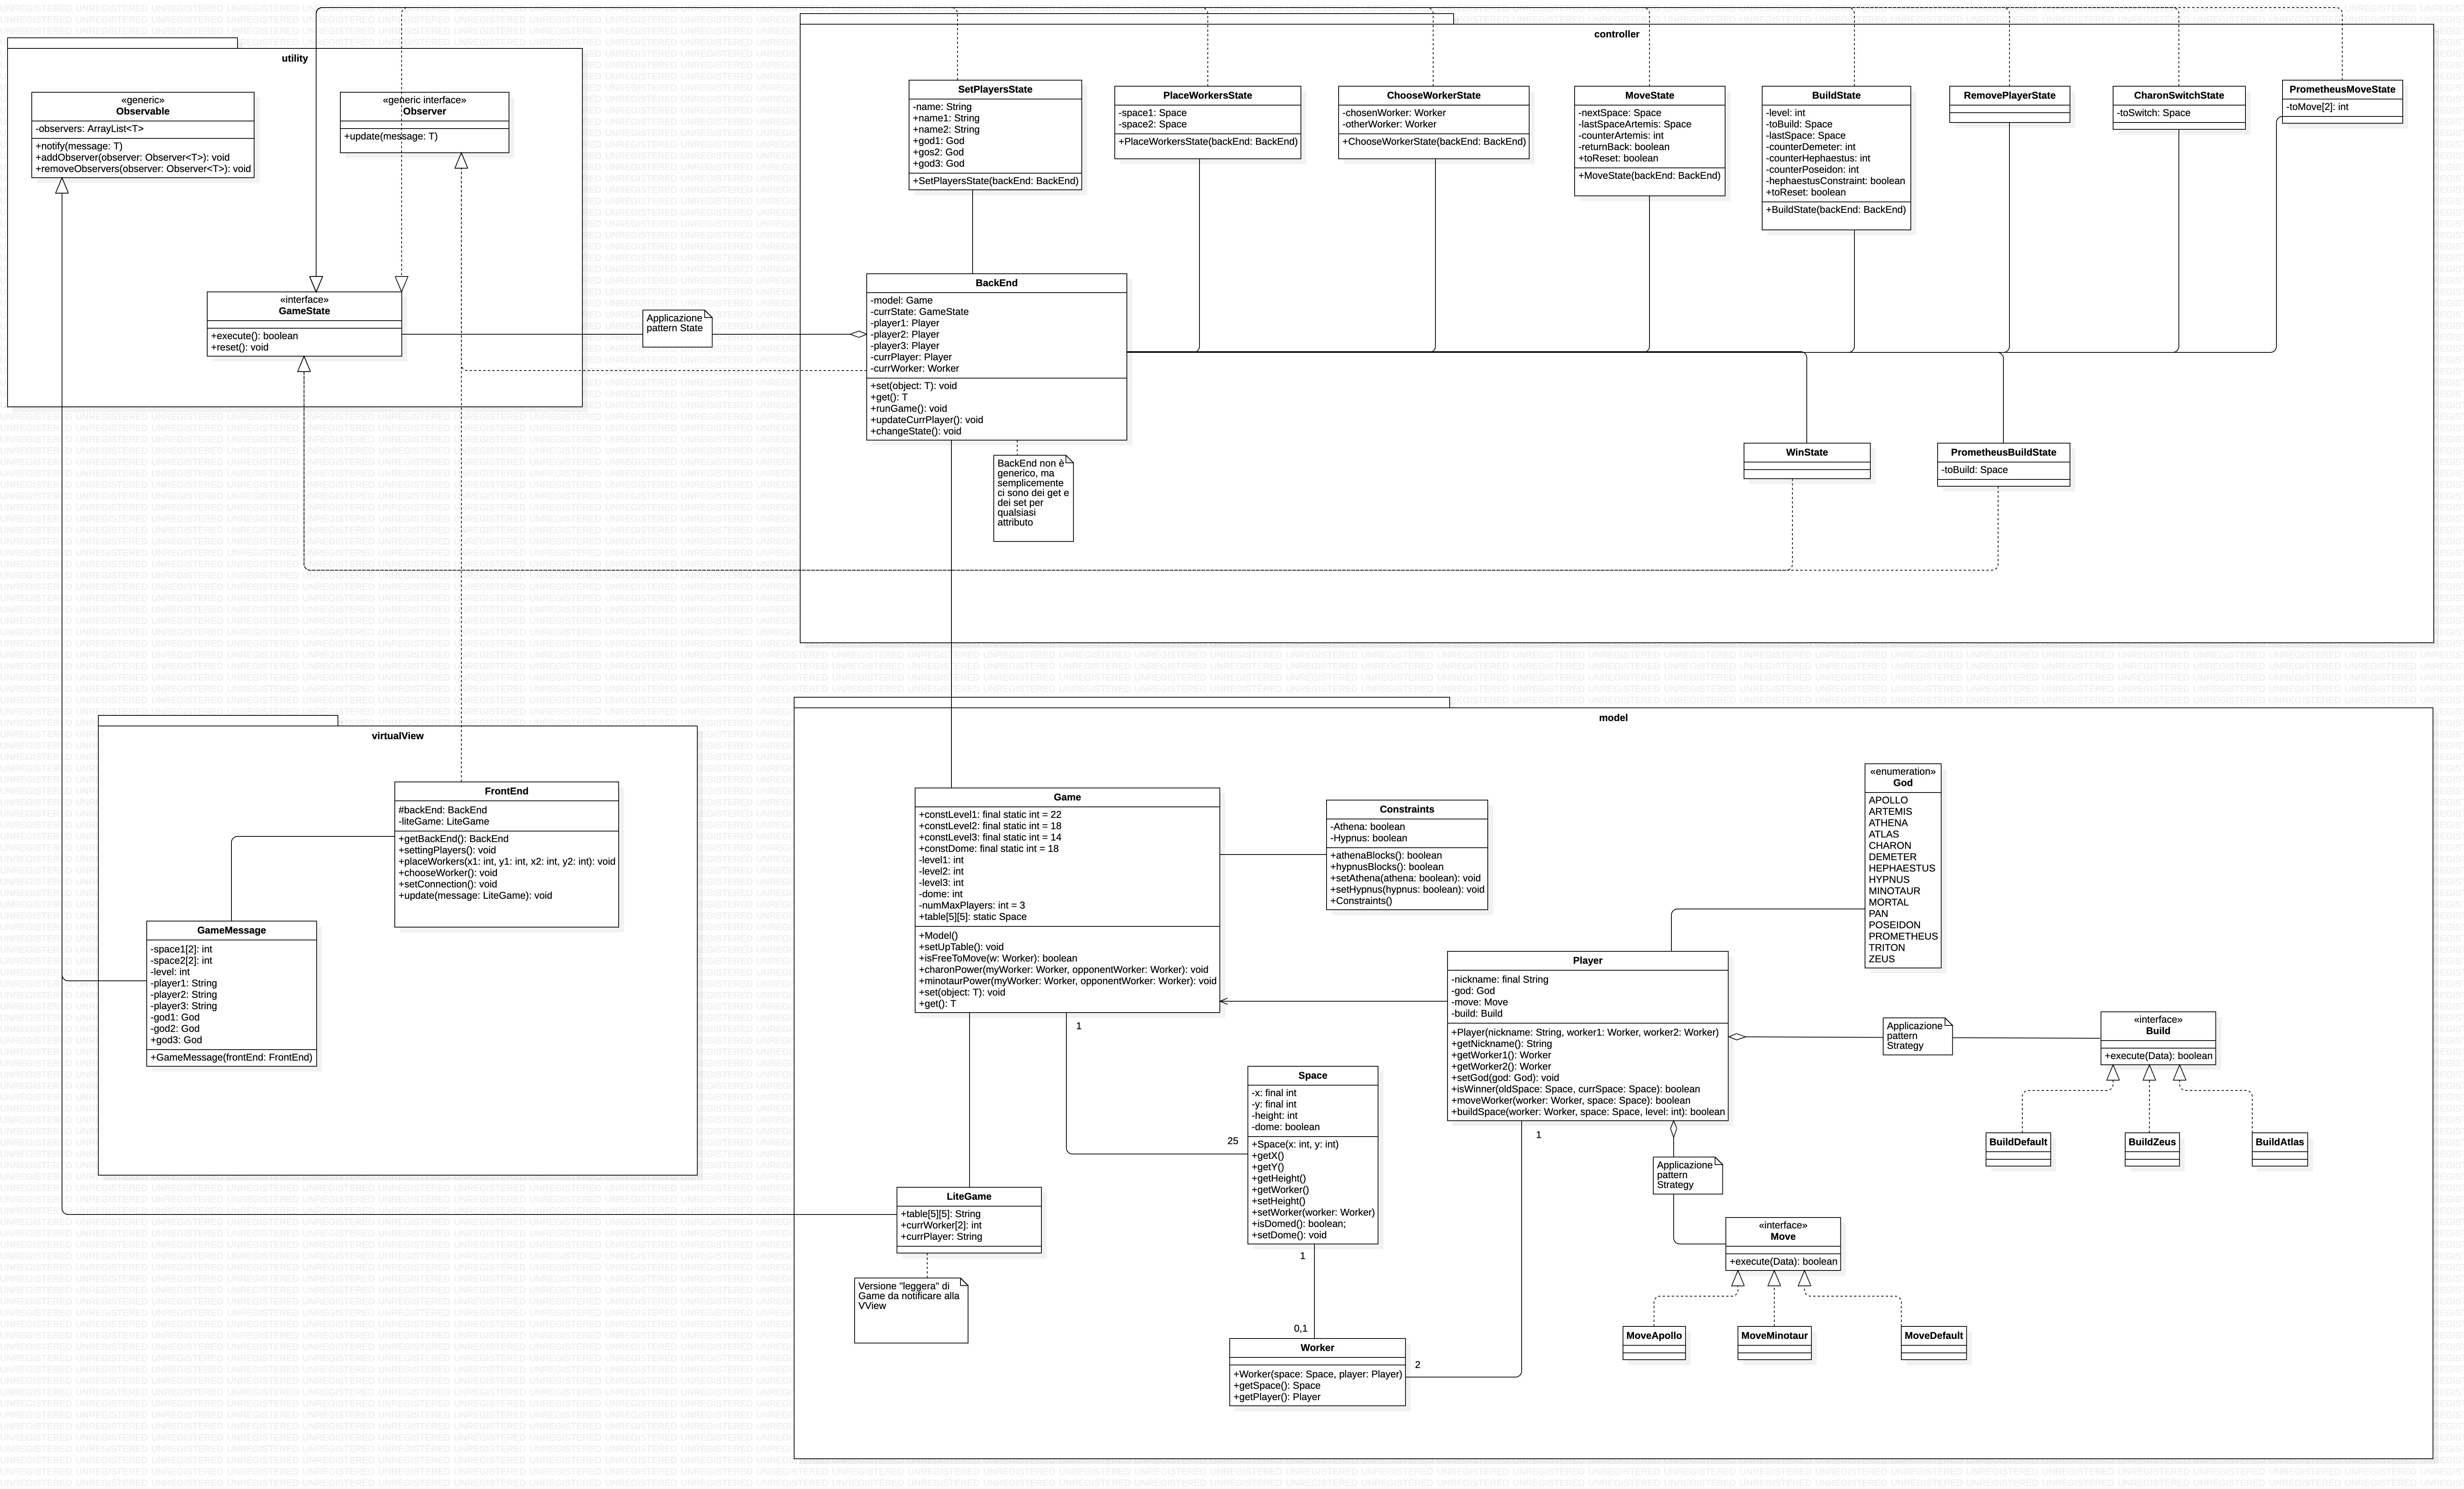 utility
«generic»
Observable
-observers: ArrayList<T>
+notify(message: T)
+addObserver(observer: Observer<T>): void
+removeObservers(observer: Observer<T>): void
«generic interface»
Observer
+update(message: T)
«interface»
GameState
+execute(): boolean
+reset(): void
Applicazione
pattern State
controller
SetPlayersState
-name: String
+name1: String
+name2: String
+god1: God
+gos2: God
+god3: God
+SetPlayersState(backEnd: BackEnd)
PlaceWorkersState
-space1: Space
-space2: Space
+PlaceWorkersState(backEnd: BackEnd)
ChooseWorkerState
-chosenWorker: Worker
-otherWorker: Worker
+ChooseWorkerState(backEnd: BackEnd)
MoveState
-nextSpace: Space
-lastSpaceArtemis: Space
-counterArtemis: int
-returnBack: boolean
+toReset: boolean
+MoveState(backEnd: BackEnd)
BuildState
-level: int
-toBuild: Space
-lastSpace: Space
-counterDemeter: int
-counterHephaestus: int
-counterPoseidon: int
-hephaestusConstraint: boolean
+toReset: boolean
+BuildState(backEnd: BackEnd)
RemovePlayerState
CharonSwitchState
-toSwitch: Space
PrometheusMoveState
-toMove[2]: int
BackEnd
-model: Game
-currState: GameState
-player1: Player
-player2: Player
-player3: Player
-currPlayer: Player
-currWorker: Worker
+set(object: T): void
+get(): T
+runGame(): void
+updateCurrPlayer(): void
+changeState(): void
BackEnd non è
generico, ma
semplicemente
ci sono dei get e
dei set per
qualsiasi
attributo
WinState
PrometheusBuildState
-toBuild: Space
virtualView
FrontEnd
#backEnd: BackEnd
-liteGame: LiteGame
+getBackEnd(): BackEnd
+settingPlayers(): void
+placeWorkers(x1: int, y1: int, x2: int, y2: int): void
+chooseWorker(): void
+setConnection(): void
+update(message: LiteGame): void
GameMessage
-space1[2]: int
-space2[2]: int
-level: int
-player1: String
-player2: String
-player3: String
-god1: God
-god2: God
+god3: God
+GameMessage(frontEnd: FrontEnd)
model
Game
+constLevel1: final static int = 22
+constLevel2: final static int = 18
+constLevel3: final static int = 14
+constDome: final static int = 18
-level1: int
-level2: int
-level3: int
-dome: int
-numMaxPlayers: int = 3
+table[5][5]: static Space
+Model()
+setUpTable(): void
+isFreeToMove(w: Worker): boolean
+charonPower(myWorker: Worker, opponentWorker: Worker): void
+minotaurPower(myWorker: Worker, opponentWorker: Worker): void
+set(object: T): void
+get(): T
Constraints
-Athena: boolean
-Hypnus: boolean
+athenaBlocks(): boolean
+hypnusBlocks(): boolean
+setAthena(athena: boolean): void
+setHypnus(hypnus: boolean): void
+Constraints()
«enumeration»
God
APOLLO
ARTEMIS
ATHENA
ATLAS
CHARON
DEMETER
HEPHAESTUS
HYPNUS
MINOTAUR
MORTAL
PAN
POSEIDON
PROMETHEUS
TRITON
ZEUS
Player
-nickname: final String
-god: God
-move: Move
-build: Build
+Player(nickname: String, worker1: Worker, worker2: Worker)
+getNickname(): String
+getWorker1(): Worker
+getWorker2(): Worker
+setGod(god: God): void
+isWinner(oldSpace: Space, currSpace: Space): boolean
+moveWorker(worker: Worker, space: Space): boolean
+buildSpace(worker: Worker, space: Space, level: int): boolean
Applicazione
pattern
Strategy
«interface»
Build
+execute(Data): boolean
BuildDefault
BuildZeus
BuildAtlas
1
25
1
Space
-x: final int
-y: final int
-height: int
-dome: boolean
+Space(x: int, y: int)
+getX()
+getY()
+getHeight()
+getWorker()
+setHeight()
+setWorker(worker: Worker)
+isDomed(): boolean;
+setDome(): void
Applicazione
pattern
Strategy
LiteGame
+table[5][5]: String
+currWorker[2]: int
+currPlayer: String
Versione "leggera" di
Game da notificare alla
VView
«interface»
Move
+execute(Data): boolean
MoveApollo
MoveMinotaur
MoveDefault
1
0,1
2
Worker
+Worker(space: Space, player: Player)
+getSpace(): Space
+getPlayer(): Player